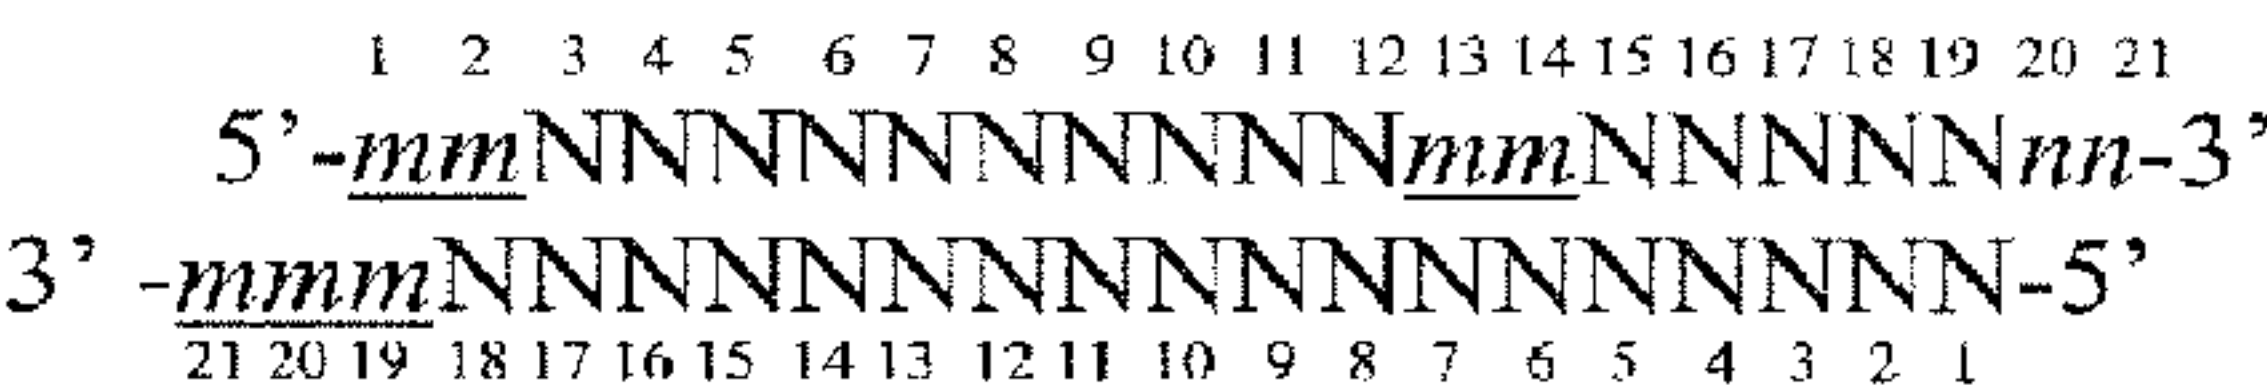 1 2 3 4 5 6 7 8 9 10 11 12 13 14 15 16 17 18 19 20 21
5’-mmNNNNNNNNNNmmNNNNNnn-3’
3’ -mmmNNNNNNNNNNNNNNNNNN-5’
21 20 19 18 17 16 15 14 13 12 11 10 9 8 7 6 5 4 3 2 1